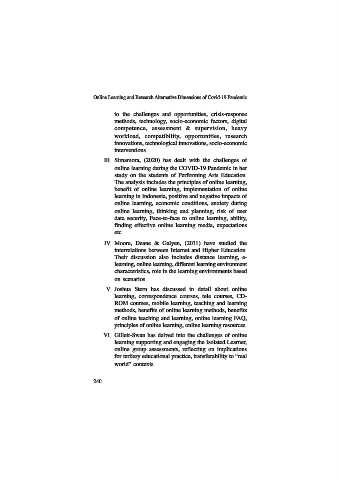 Online Learning and Research Alternative Dimensions of Covid-19 Pandemic
to the challenges and opportunities, crisis-response
methods, technology, socio-economic factors, digital
competence, assessment & supervision, heavy
workload, compatibility, opportunities, research
innovations, technological innovations, socio-economic
interventions
III Simamora, (2020) has dealt with the challenges of
online learning during the COVID-19 Pandemic in her
study on the students of Performing Arts Education.
The analysis includes the principles of online learning,
benefit of online learning, implementation of online
learning in Indonesia, positive and negative impacts of
online learning, economic conditions, anxiety during
online learning, thinking and planning, risk of user
data security, Face-to-face to online learning, ability,
finding effective online learning media, expectations
etc
IV Moore, Deane & Galyen, (2011) have studied the
interrelations between Internet and Higher Education.
Their discussion also includes distance learning, e-
learning, online learning, different learning environment
characteristics, role in the learning environments based
on scenarios
V Joshua Stern has discussed in detail about online
learning, correspondence courses, tele courses, CD-
ROM courses, mobile learning, teaching and learning
methods, benefits of online learning methods, benefits
of online teaching and learning, online learning FAQ,
principles of online learning, online learning resources
VI Gillett-Swan has delved into the challenges of online
learning supporting and engaging the Isolated Learner,
online group assessments, reflecting on implications
for tertiary educational practice, transferability to "real
world" contexts
240